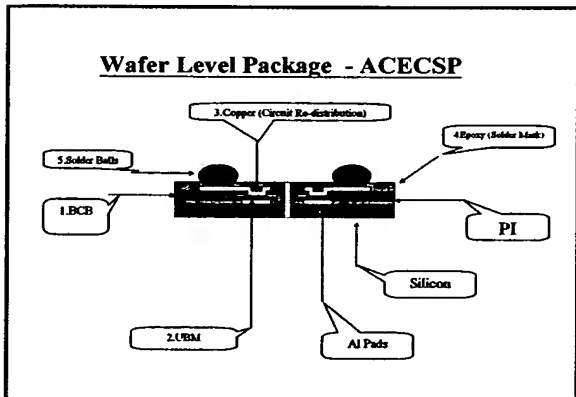 Wafer Level Package - ACECSP
3.Copper (Circuit Re-distribution)
4.Epoxy (Solder Mask)
5.Solder Balls
1.BCB
PI
Silicon
2.UBM
Al Pads